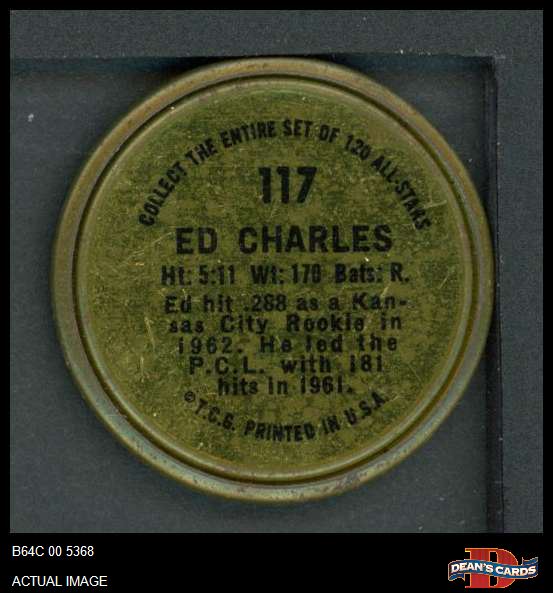 COLLECT THE ENTIRE SET OF 120 ALL-STARS
117
ED CHARLES
Ht: 5:11 Wt: 170 Bats: R.
Ed hit .288 as a Kan-
sas City Rookie in
1962. He led the
P.C.L. with 181
hits in 1961.
©T.C.G. PRINTED IN U.S.A.
B64C 00 5368
ACTUAL IMAGE
D
DEAN'S CARDS